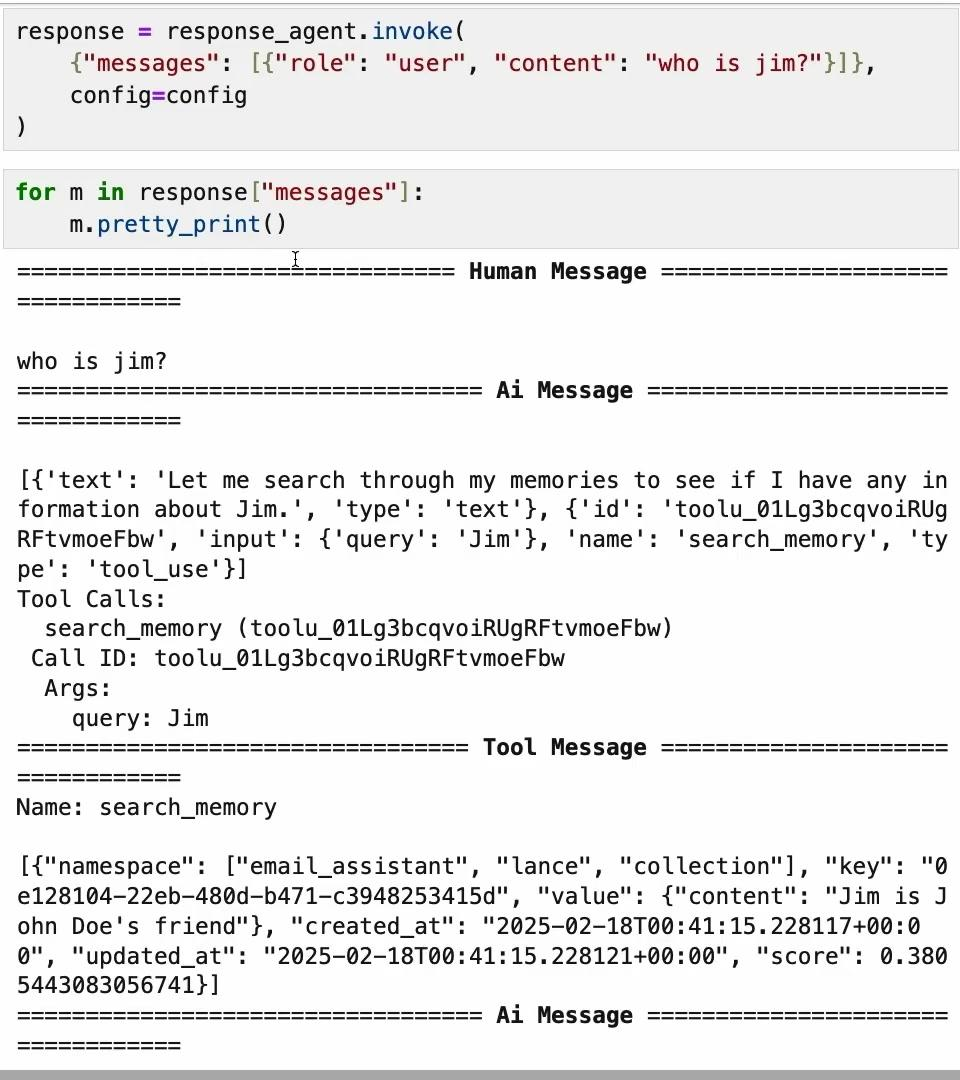 response = response_agent.invoke(
    {"messages": [{"role": "user", "content": "who is jim?"}]},
    config=config
)
for m in response["messages"]:
    m.pretty_print()
================================ Human Message =====================
============
who is jim?
================================== Ai Message ======================
============
[{'text': 'Let me search through my memories to see if I have any in
formation about Jim.', 'type': 'text'}, {'id': 'toolu_01Lg3bcqvoiRUg
RFtvmoeFbw', 'input': {'query': 'Jim'}, 'name': 'search_memory', 'ty
pe': 'tool_use'}]
Tool Calls:
  search_memory (toolu_01Lg3bcqvoiRUgRFtvmoeFbw)
 Call ID: toolu_01Lg3bcqvoiRUgRFtvmoeFbw
  Args:
    query: Jim
================================= Tool Message =====================
============
Name: search_memory
[{"namespace": ["email_assistant", "lance", "collection"], "key": "0
e128104-22eb-480d-b471-c3948253415d", "value": {"content": "Jim is J
ohn Doe's friend"}, "created_at": "2025-02-18T00:41:15.228117+00:0
0", "updated_at": "2025-02-18T00:41:15.228121+00:00", "score": 0.380
5443083056741}]
================================== Ai Message ======================
============